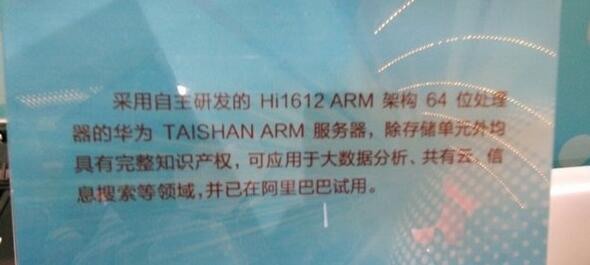 采用自主研发的 Hi1612 ARM 架构 64 位处理
器的华为 TAISHAN ARM 服务器，除存储单元外均
具有完整知识产权，可应用于大数据分析、共有云、信
息搜索等领域,并已在阿里巴巴试用。